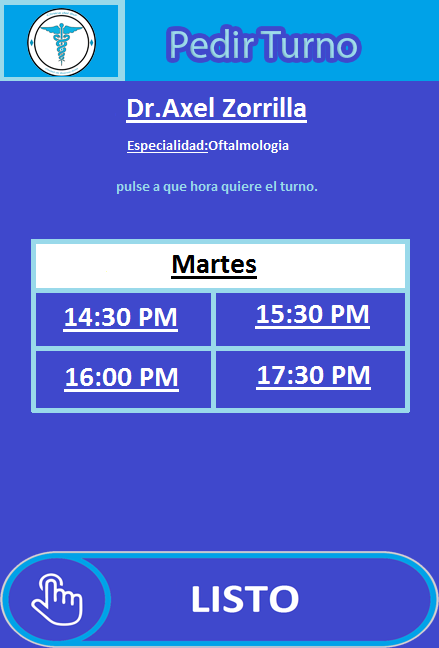 Pedir Turno
Dr.Axel Zorrilla
Especialidad:Oftalmologia
pulse a que hora quiere el turno.
Martes
14:30 PM
15:30 PM
16:00 PM
17:30 PM
LISTO